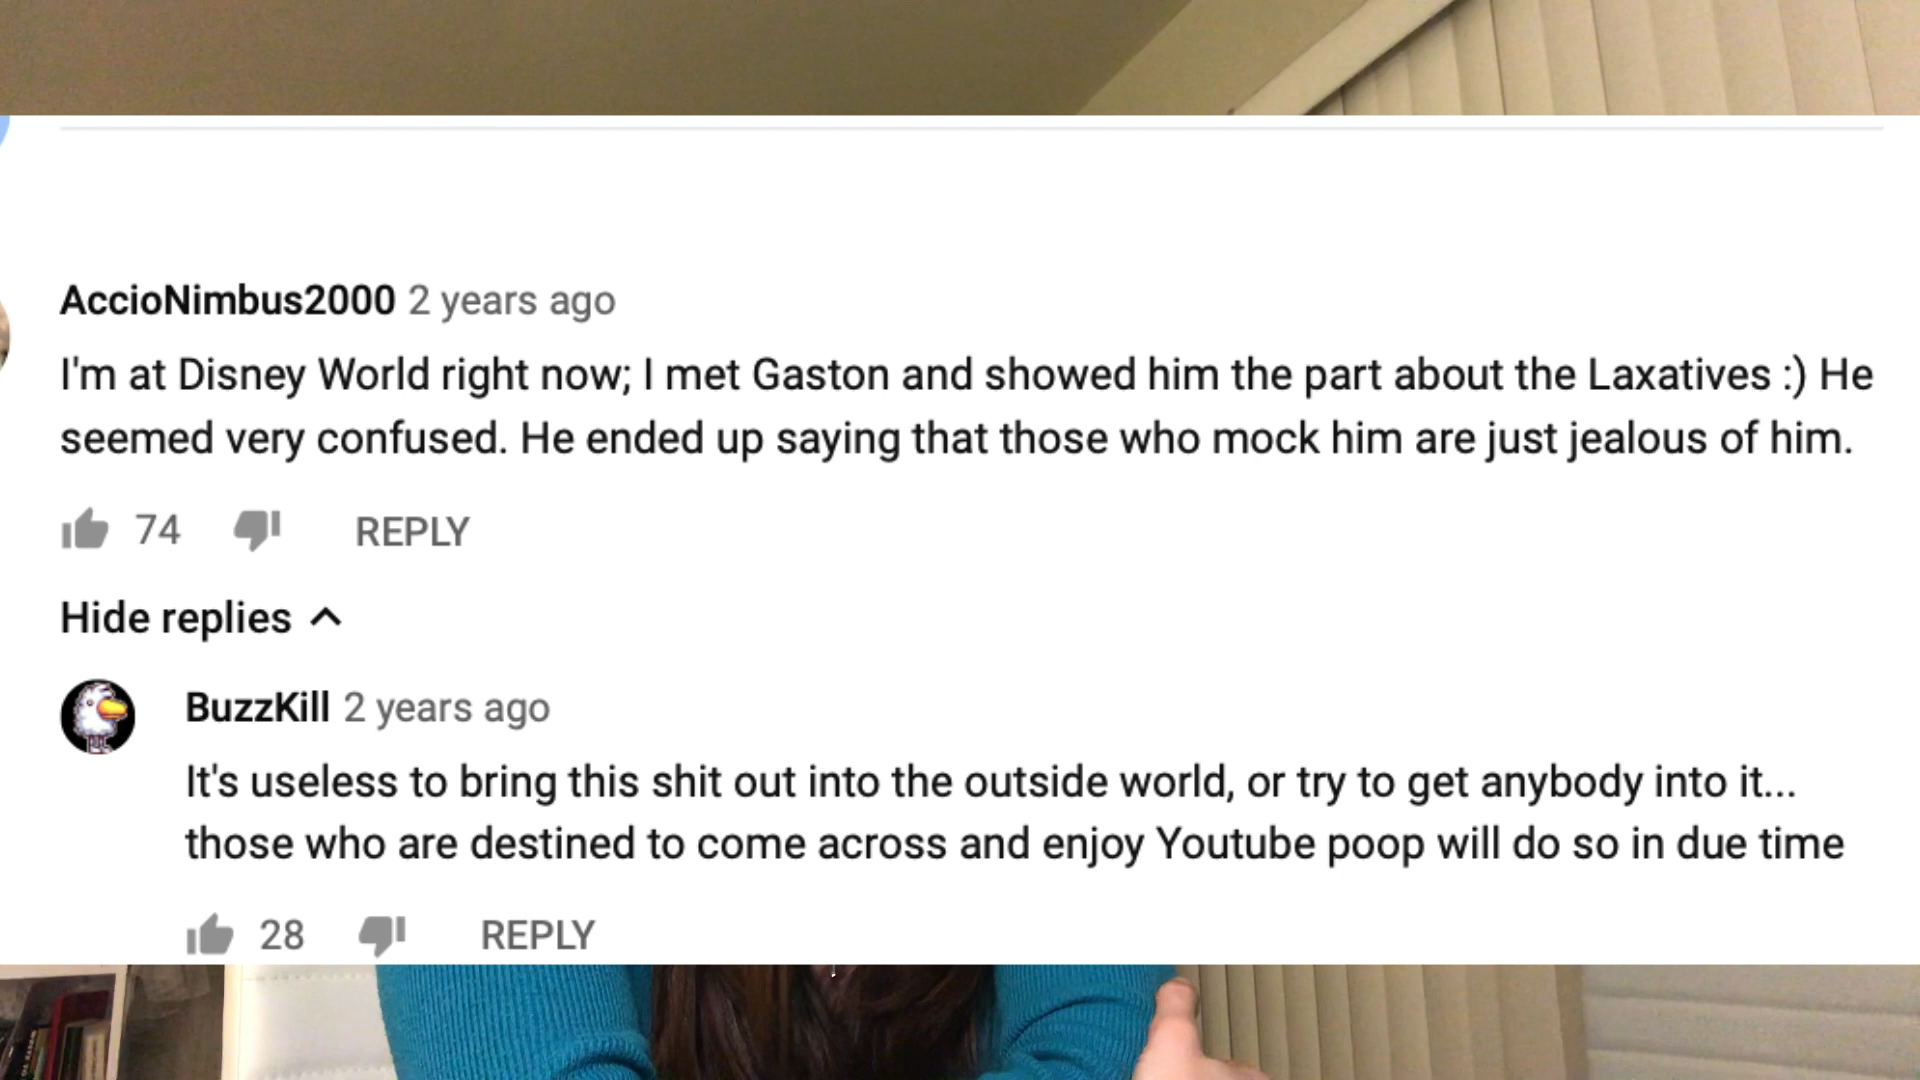 AccioNimbus2000 2 years ago
I'm at Disney World right now; I met Gaston and showed him the part about the Laxatives :) He
seemed very confused. He ended up saying that those who mock him are just jealous of him.
74 REPLY
Hide replies
BuzzKill 2 years ago
It's useless to bring this shit out into the outside world, or try to get anybody into it...
those who are destined to come across and enjoy Youtube poop will do so in due time
28 REPLY